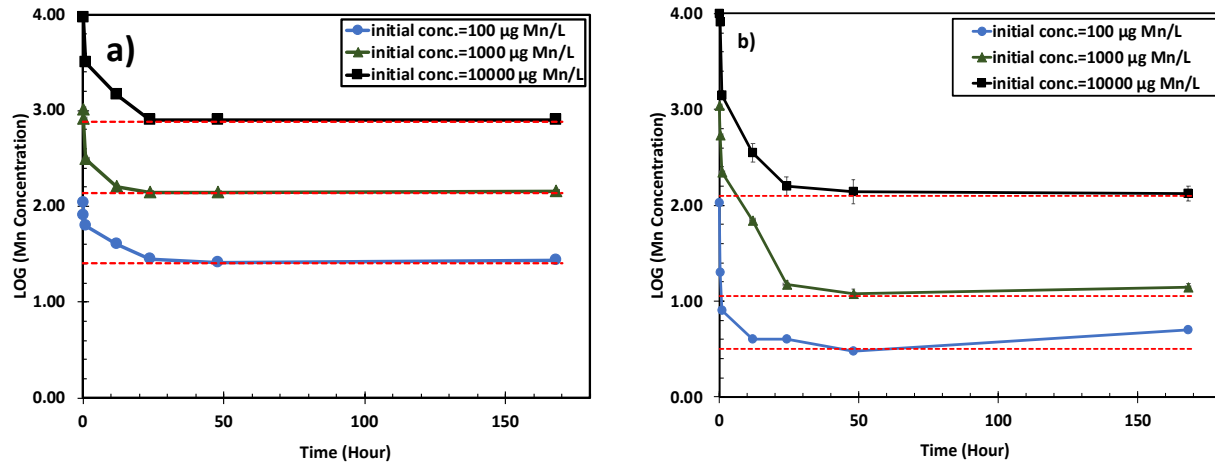 a)
initial conc.=100 µg Mn/L
initial conc.=1000 µg Mn/L
initial conc.=10000 µg Mn/L
4.00
3.00
2.00
1.00
0.00
LOG (Mn Concentration)
0
50
100
150
Time (Hour)
b)
initial conc.=100 µg Mn/L
initial conc.=1000 µg Mn/L
initial conc.=10000 µg Mn/L
4.00
3.00
2.00
1.00
0.00
LOG (Mn Concentration)
0
50
100
150
Time (Hour)